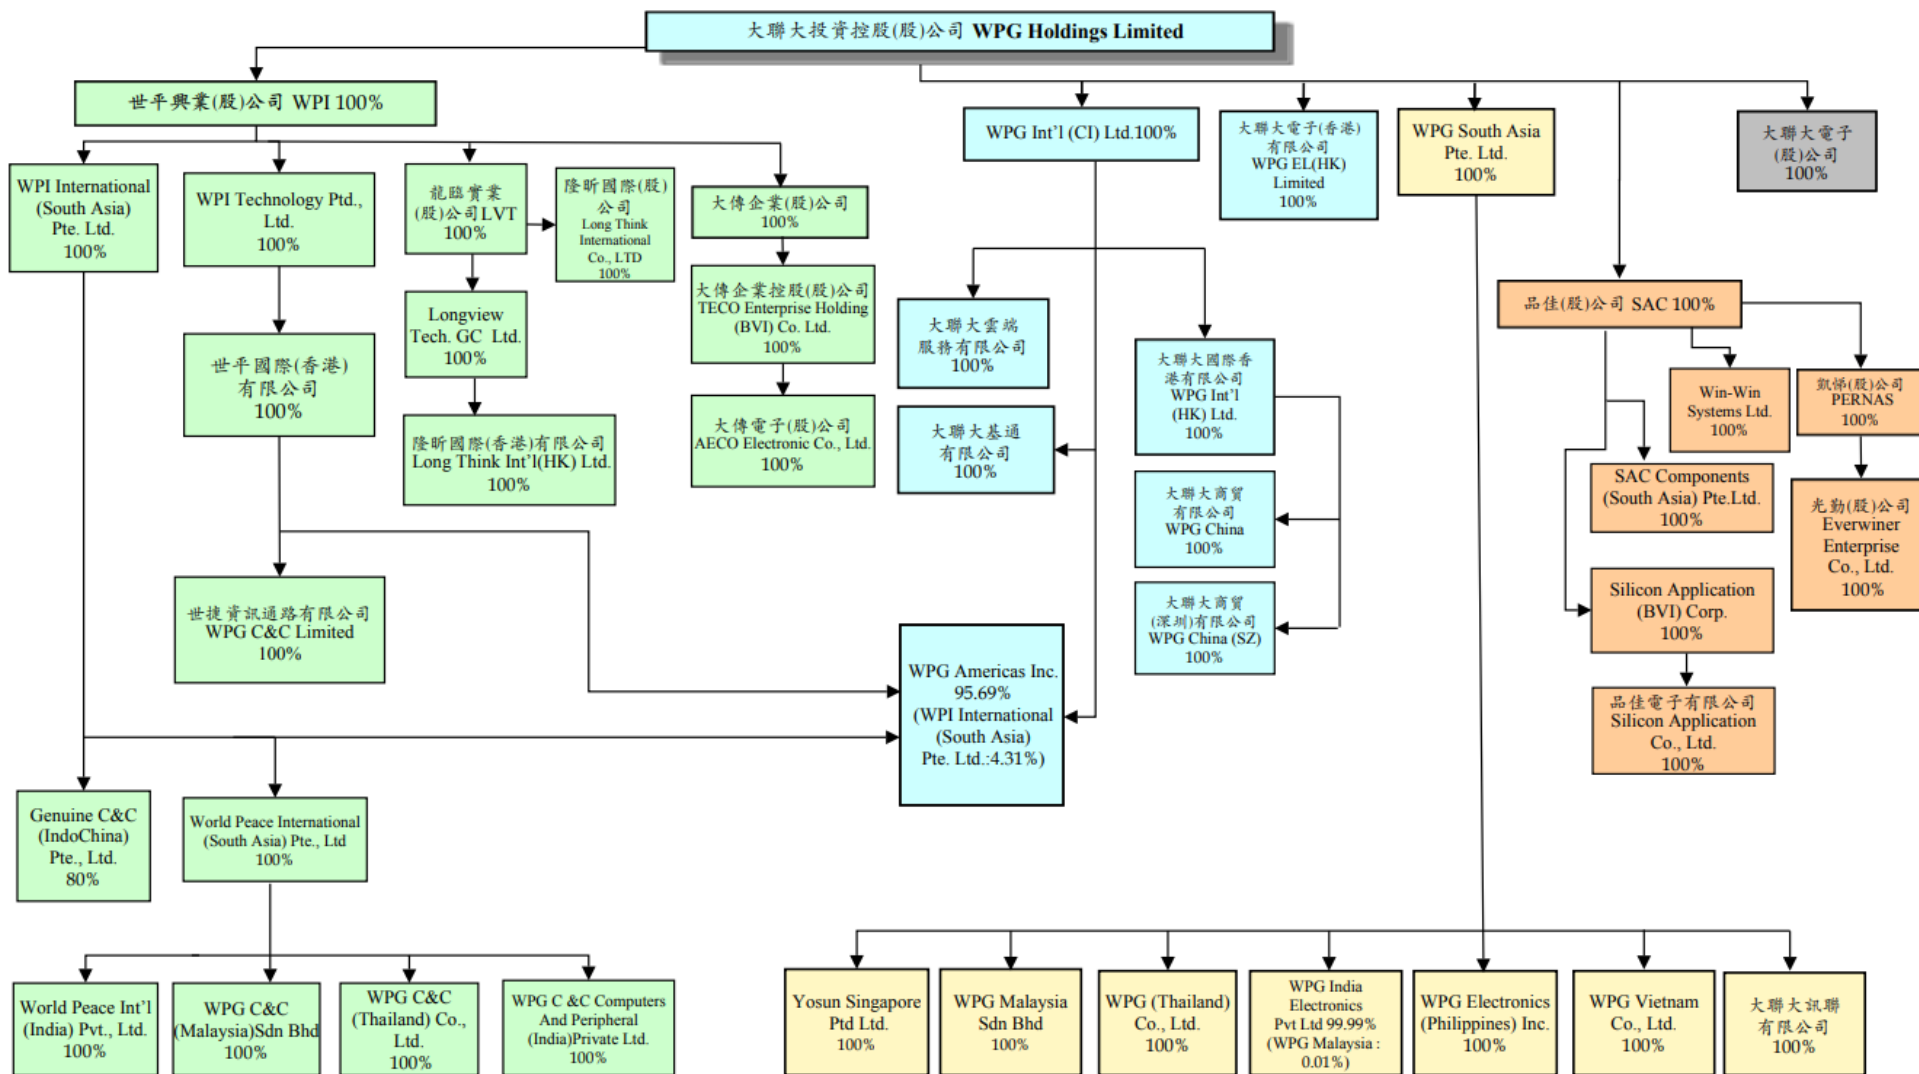 大聯大投資控股(股)公司 WPG Holdings Limited
世平興業(股)公司 WPI 100%
WPG Int’l (CI) Ltd.100%
大聯大電子(香港)
有限公司
WPG EL(HK)
Limited
100%
WPG South Asia
Pte. Ltd.
100%
大聯大電子
(股)公司
100%
WPI International
(South Asia)
Pte. Ltd.
100%
WPI Technology Ptd.,
Ltd.
100%
龍臨實業
(股)公司LVT
100%
隆昕國際(股)
公司
Long Think
International
Co., LTD
100%
大傳企業(股)公司
100%
世平國際(香港)
有限公司
100%
Longview
Tech. GC Ltd.
100%
大傳企業控股(股)公司
TECO Enterprise Holding
(BVI) Co. Ltd.
100%
隆昕國際(香港)有限公司
Long Think Int’l(HK) Ltd.
100%
大傳電子(股)公司
AECO Electronic Co., Ltd.
100%
大聯大雲端
服務有限公司
100%
大聯大基通
有限公司
100%
大聯大國際香
港有限公司
WPG Int’l
(HK) Ltd.
100%
大聯大商貿
有限公司
WPG China
100%
大聯大商貿
(深圳)有限公司
WPG China (SZ)
100%
品佳(股)公司 SAC 100%
Win-Win
Systems Ltd.
100%
凱悌(股)公司
PERNAS
100%
SAC Components
(South Asia) Pte.Ltd.
100%
光勤(股)公司
Everwiner
Enterprise
Co., Ltd.
100%
Silicon Application
(BVI) Corp.
100%
品佳電子有限公司
Silicon Application
Co., Ltd.
100%
世捷資訊通路有限公司
WPG C&C Limited
100%
WPG Americas Inc.
95.69%
(WPI International
(South Asia)
Pte. Ltd.:4.31%)
Genuine C&C
(IndoChina)
Pte., Ltd.
80%
World Peace International
(South Asia) Pte., Ltd
100%
World Peace Int’l
(India) Pvt., Ltd.
100%
WPG C&C
(Malaysia)Sdn Bhd
100%
WPG C&C
(Thailand) Co.,
Ltd.
100%
WPG C &C Computers
And Peripheral
(India)Private Ltd.
100%
Yosun Singapore
Ptd Ltd.
100%
WPG Malaysia
Sdn Bhd
100%
WPG (Thailand)
Co., Ltd.
100%
WPG India
Electronics
Pvt Ltd 99.99%
(WPG Malaysia :
0.01%)
WPG Electronics
(Philippines) Inc.
100%
WPG Vietnam
Co., Ltd.
100%
大聯大訊聯
有限公司
100%